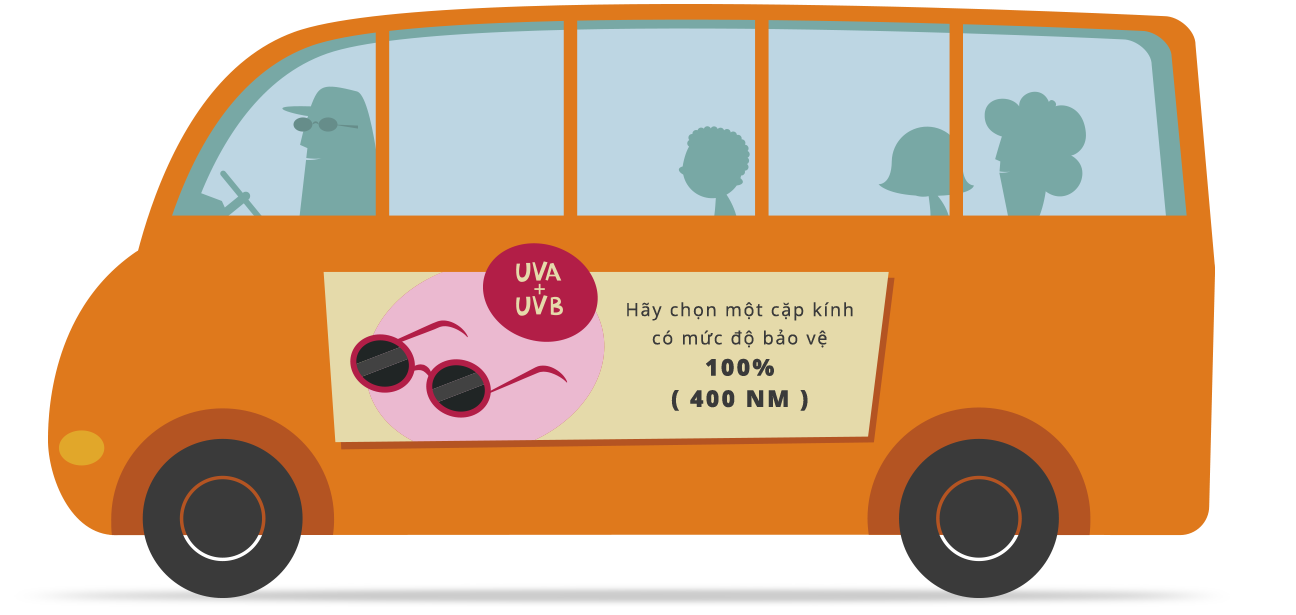 UVA
+
UVB
Hãy chọn một cặp kính
có mức độ bảo vệ
100%
( 400 NM )